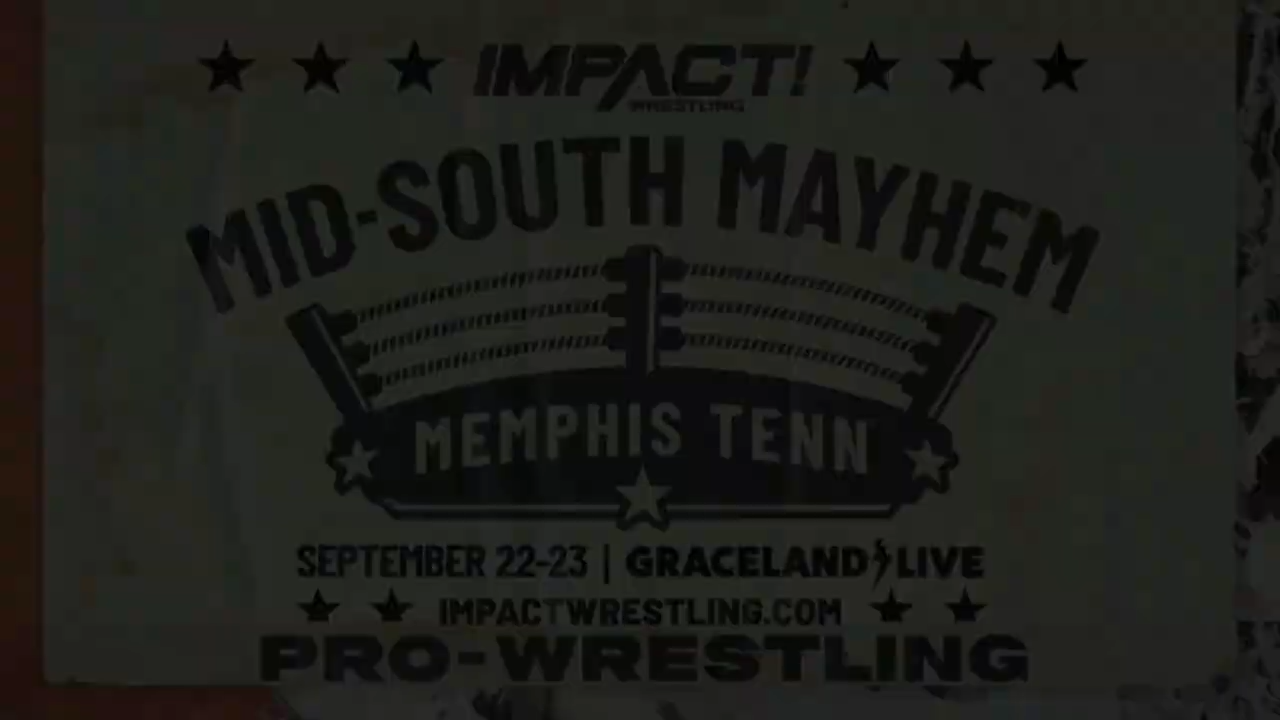 IMPACT!
WRESTLING
MID-SOUTH MAYHEM
MEMPHIS TENN
SEPTEMBER 22-23 | GRACELAND LIVE
IMPACTWRESTLING.COM
PRO-WRESTLING